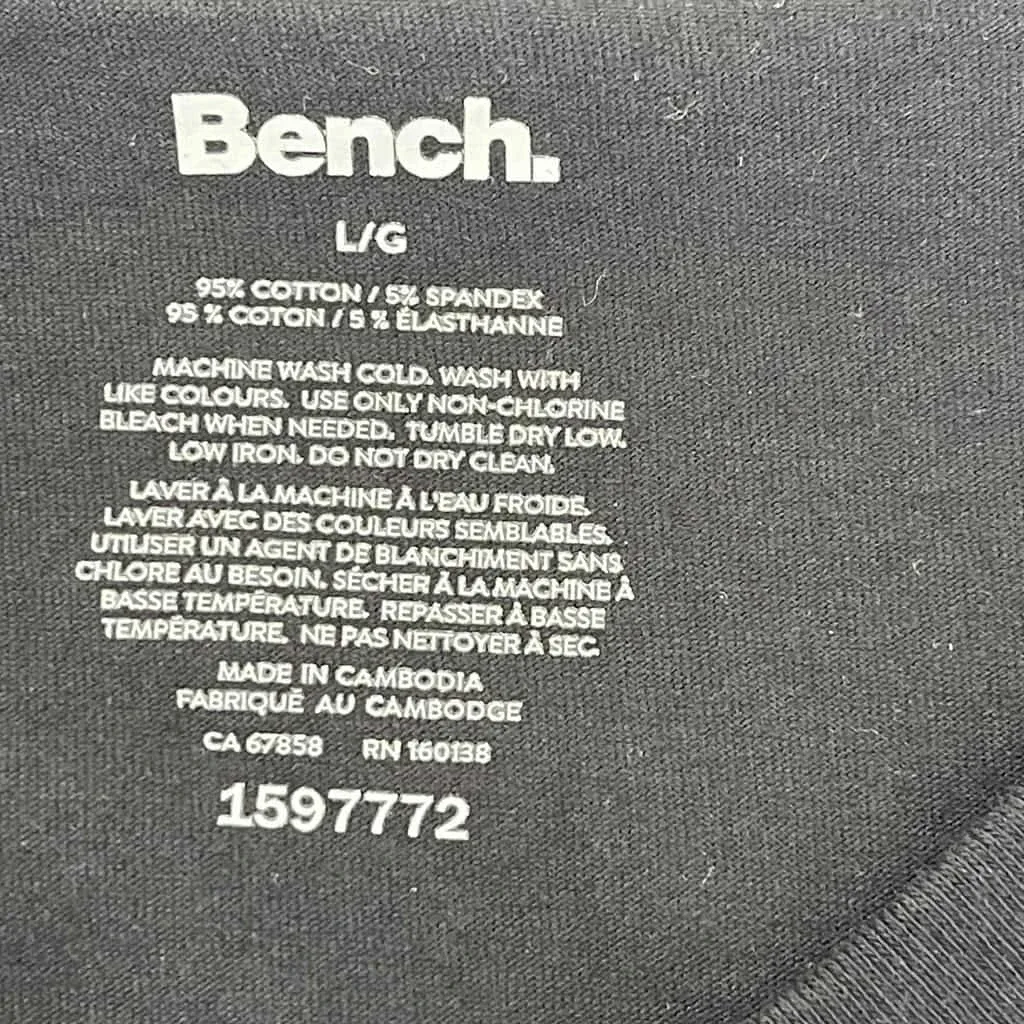 Bench.
L/G
95% COTTON / 5% SPANDEX
95 % COTON / 5 % ÉLASTHANNE
MACHINE WASH COLD. WASH WITH
LIKE COLOURS. USE ONLY NON-CHLORINE
BLEACH WHEN NEEDED. TUMBLE DRY LOW.
LOW IRON. DO NOT DRY CLEAN.
LAVER À LA MACHINE À L'EAU FROIDE.
LAVER AVEC DES COULEURS SEMBLABLES.
UTILISER UN AGENT DE BLANCHIMENT SANS
CHLORE AU BESOIN. SÉCHER À LA MACHINE À
BASSE TEMPÉRATURE. REPASSER À BASSE
TEMPÉRATURE. NE PAS NETTOYER À SEC.
MADE IN CAMBODIA
FABRIQUÉ AU CAMBODGE
CA 67858 RN 160138
1597772